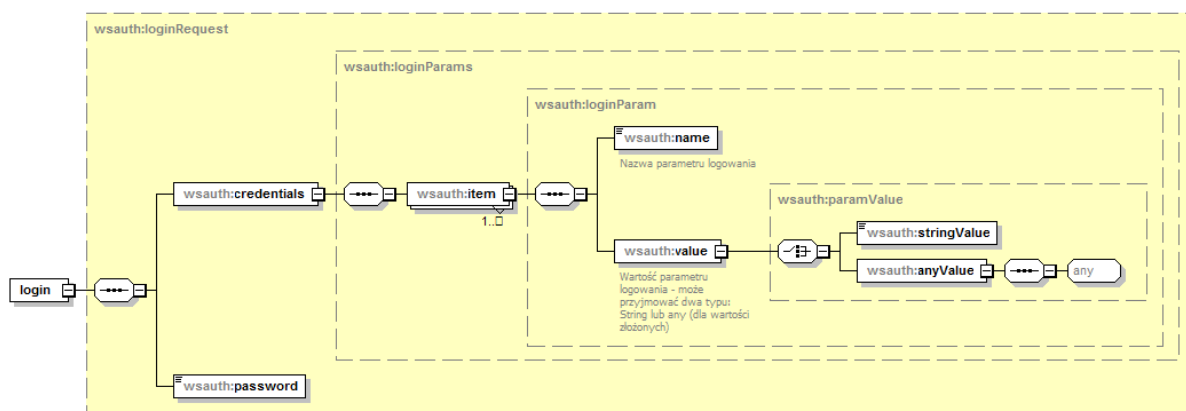 wsauth:loginRequest
wsauth:loginParams
wsauth:loginParam
wsauth:name
Nazwa parametru logowania
wsauth:credentials
wsauth:item
1..□
wsauth:paramValue
wsauth:stringValue
wsauth:value
wsauth:anyValue
any
Wartość parametru
logowania - może
przyjmować dwa typu:
String lub any (dla wartości
złożonych)
login
wsauth:password